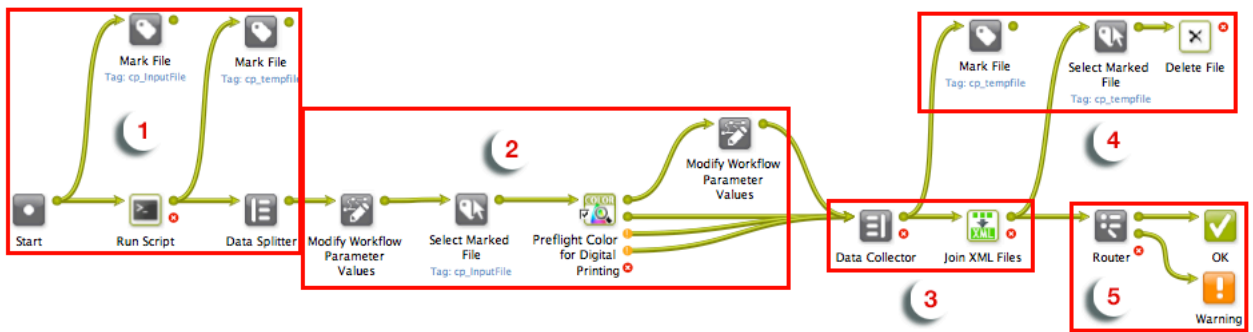 Mark File
Tag: cp_InputFile
Mark File
Tag: cp_tempfile
1
Start
Run Script
Data Splitter
2
Modify Workflow
Parameter
Values
Select Marked
File
Tag: cp_InputFile
COLOR
Preflight Color
for Digital
Printing
Modify Workflow
Parameter
Values
Data Collector
XML
Join XML Files
3
Mark File
Tag: cp_tempfile
Select Marked
File
Tag: cp_tempfile
Delete File
4
Router
OK
5
Warning